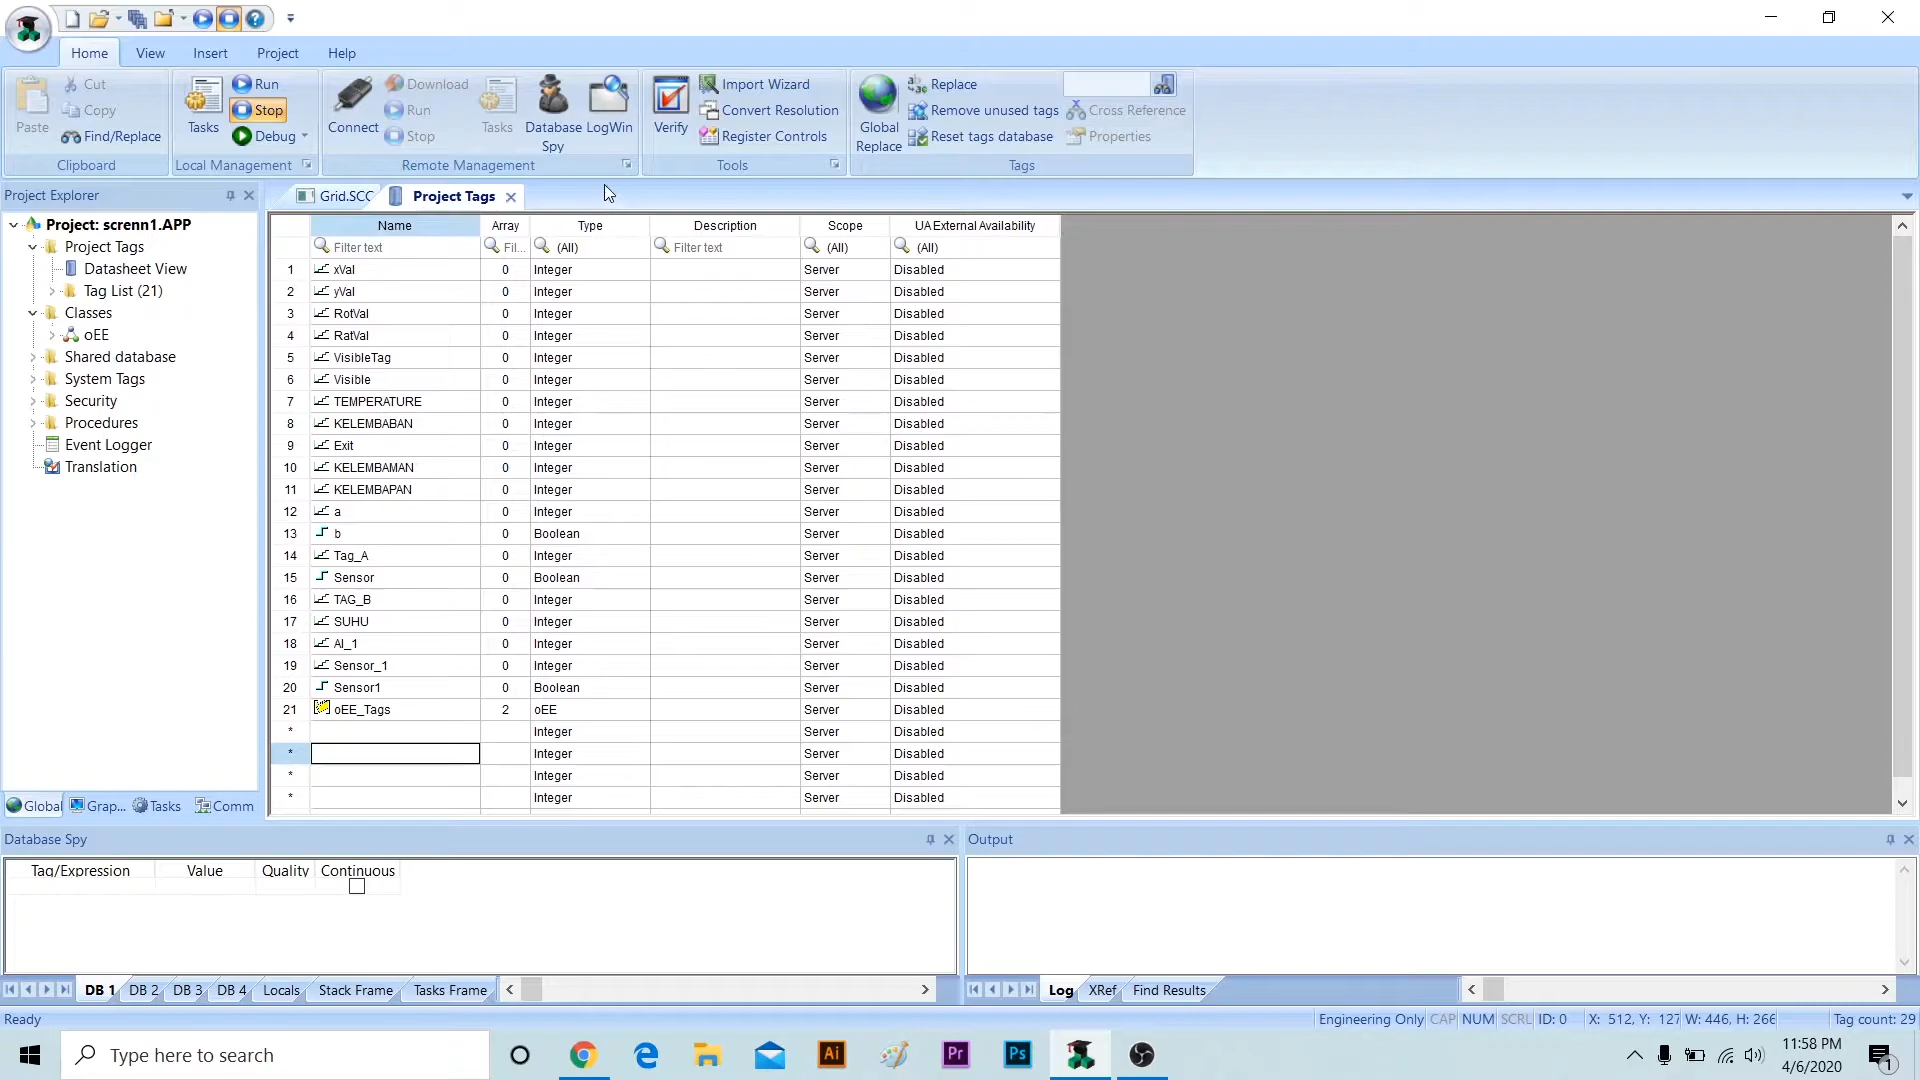 Home View Insert Project Help
Paste Cut Copy Find/Replace Clipboard
Tasks Run Stop Debug Local Management
Connect Download Run Stop Tasks Database Spy LogWin Remote Management
Verify Import Wizard Convert Resolution Register Controls Tools
Global Replace Replace Remove unused tags Reset tags database Cross Reference Properties Tags
Project Explorer
Project: screnn1.APP
Project Tags
Datasheet View
Tag List (21)
Classes
oEE
Shared database
System Tags
Security
Procedures
Event Logger
Translation
Global Grap... Tasks Comm
Grid.SCC Project Tags
Name Array Type Description Scope UA External Availability
Filter text Fil... (All) Filter text (All) (All)
1 xVal 0 Integer Server Disabled
2 yVal 0 Integer Server Disabled
3 RotVal 0 Integer Server Disabled
4 RatVal 0 Integer Server Disabled
5 VisibleTag 0 Integer Server Disabled
6 Visible 0 Integer Server Disabled
7 TEMPERATURE 0 Integer Server Disabled
8 KELEMBABAN 0 Integer Server Disabled
9 Exit 0 Integer Server Disabled
10 KELEMBAMAN 0 Integer Server Disabled
11 KELEMBAPAN 0 Integer Server Disabled
12 a 0 Integer Server Disabled
13 b 0 Boolean Server Disabled
14 Tag_A 0 Integer Server Disabled
15 Sensor 0 Boolean Server Disabled
16 TAG_B 0 Integer Server Disabled
17 SUHU 0 Integer Server Disabled
18 AI_1 0 Integer Server Disabled
19 Sensor_1 0 Integer Server Disabled
20 Sensor1 0 Boolean Server Disabled
21 oEE_Tags 2 oEE Server Disabled
* Integer Server Disabled
* Integer Server Disabled
* Integer Server Disabled
* Integer Server Disabled
Database Spy
Tag/Expression Value Quality Continuous
DB 1 DB 2 DB 3 DB 4 Locals Stack Frame Tasks Frame
Output
Log XRef Find Results
Ready Engineering Only CAP NUM SCRL ID: 0 X: 512, Y: 127 W: 446, H: 266 Tag count: 29
Type here to search
Ai Pr Ps
11:58 PM
4/6/2020
1